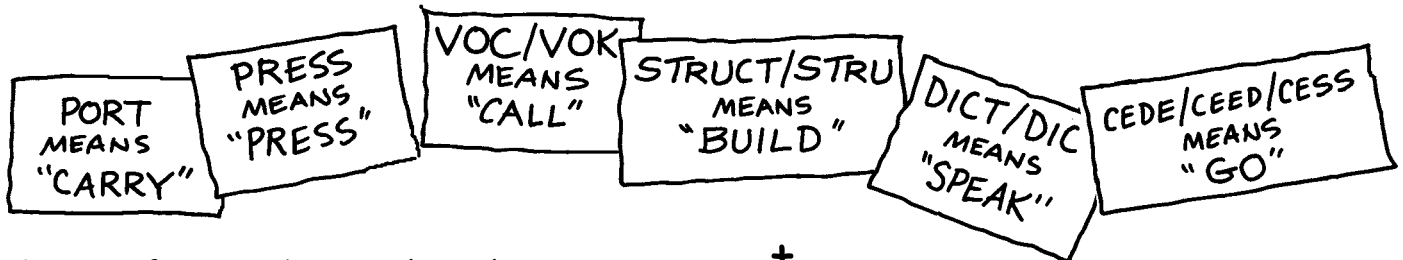 PORT
MEANS
"CARRY"
PRESS
MEANS
"PRESS"
VOC/VOK
MEANS
"CALL"
STRUCT/STRU
MEANS
"BUILD"
DICT/DIC
MEANS
"SPEAK"
CEDE/CEED/CESS
MEANS
"GO"